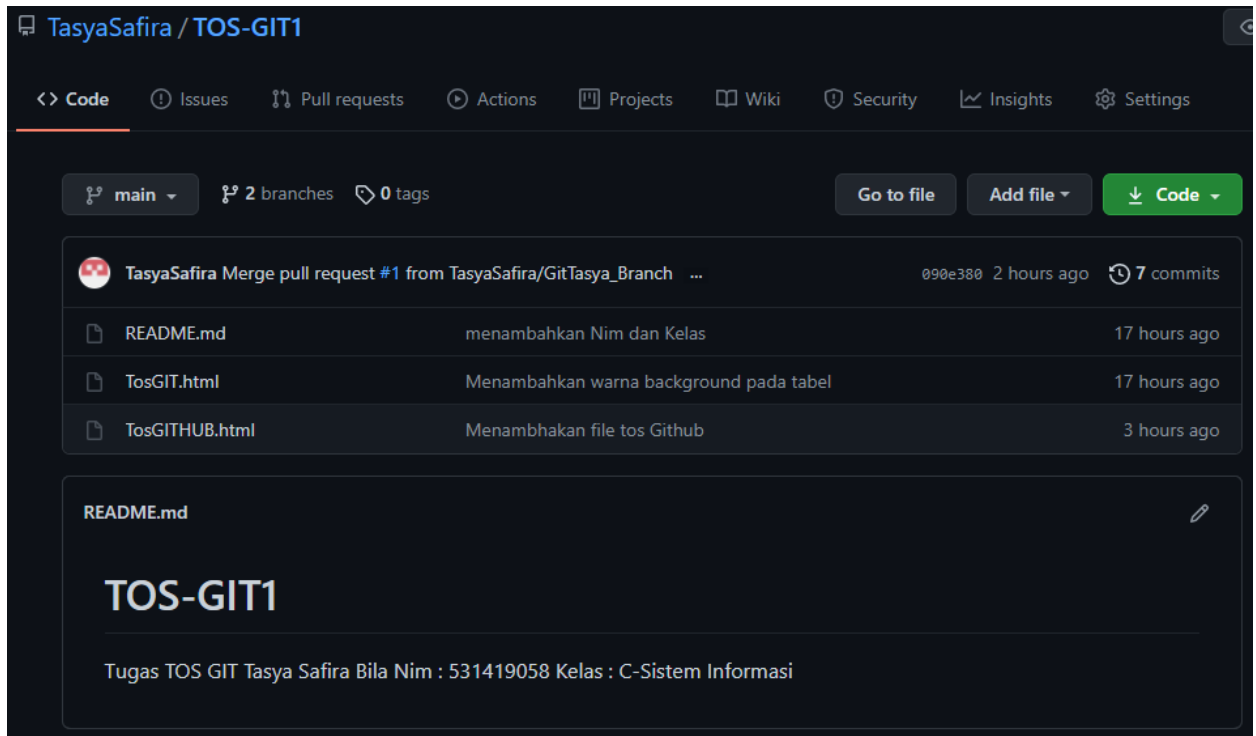 TasyaSafira / TOS-GIT1
Code Issues Pull requests Actions Projects Wiki Security Insights Settings
main 2 branches 0 tags Go to file Add file Code
TasyaSafira Merge pull request #1 from TasyaSafira/GitTasya_Branch ... 090e380 2 hours ago 7 commits
README.md menambahkan Nim dan Kelas 17 hours ago
TosGIT.html Menambahkan warna background pada tabel 17 hours ago
TosGITHUB.html Menambhakan file tos Github 3 hours ago
README.md
TOS-GIT1
Tugas TOS GIT Tasya Safira Bila Nim : 531419058 Kelas : C-Sistem Informasi